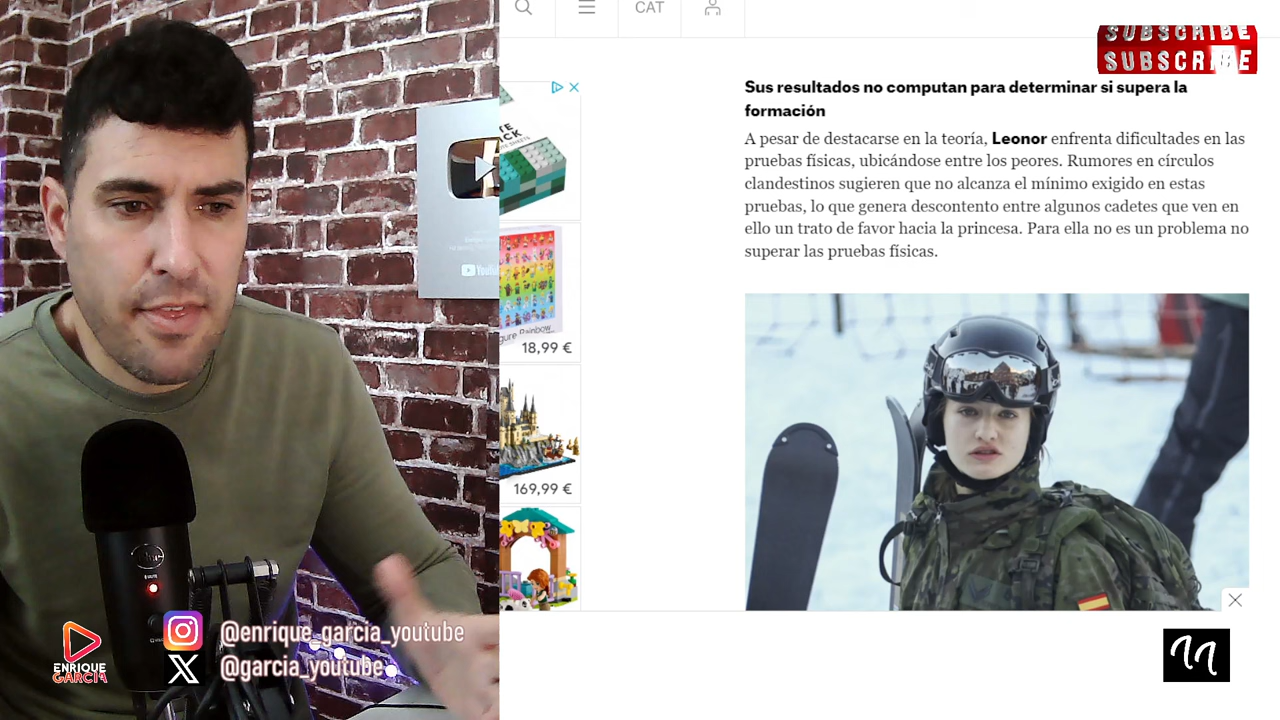 CAT
SUBSCRIBE
SUBSCRIBE
Sus resultados no computan para determinar si supera la
formación
A pesar de destacarse en la teoría, Leonor enfrenta dificultades en las
pruebas físicas, ubicándose entre los peores. Rumores en círculos
clandestinos sugieren que no alcanza el mínimo exigido en estas
pruebas, lo que genera descontento entre algunos cadetes que ven en
ello un trato de favor hacia la princesa. Para ella no es un problema no
superar las pruebas físicas.
18,99 €
169,99 €
@enrique_garcia_youtube
@garcia_youtube
ENRIQUE
GARCIA